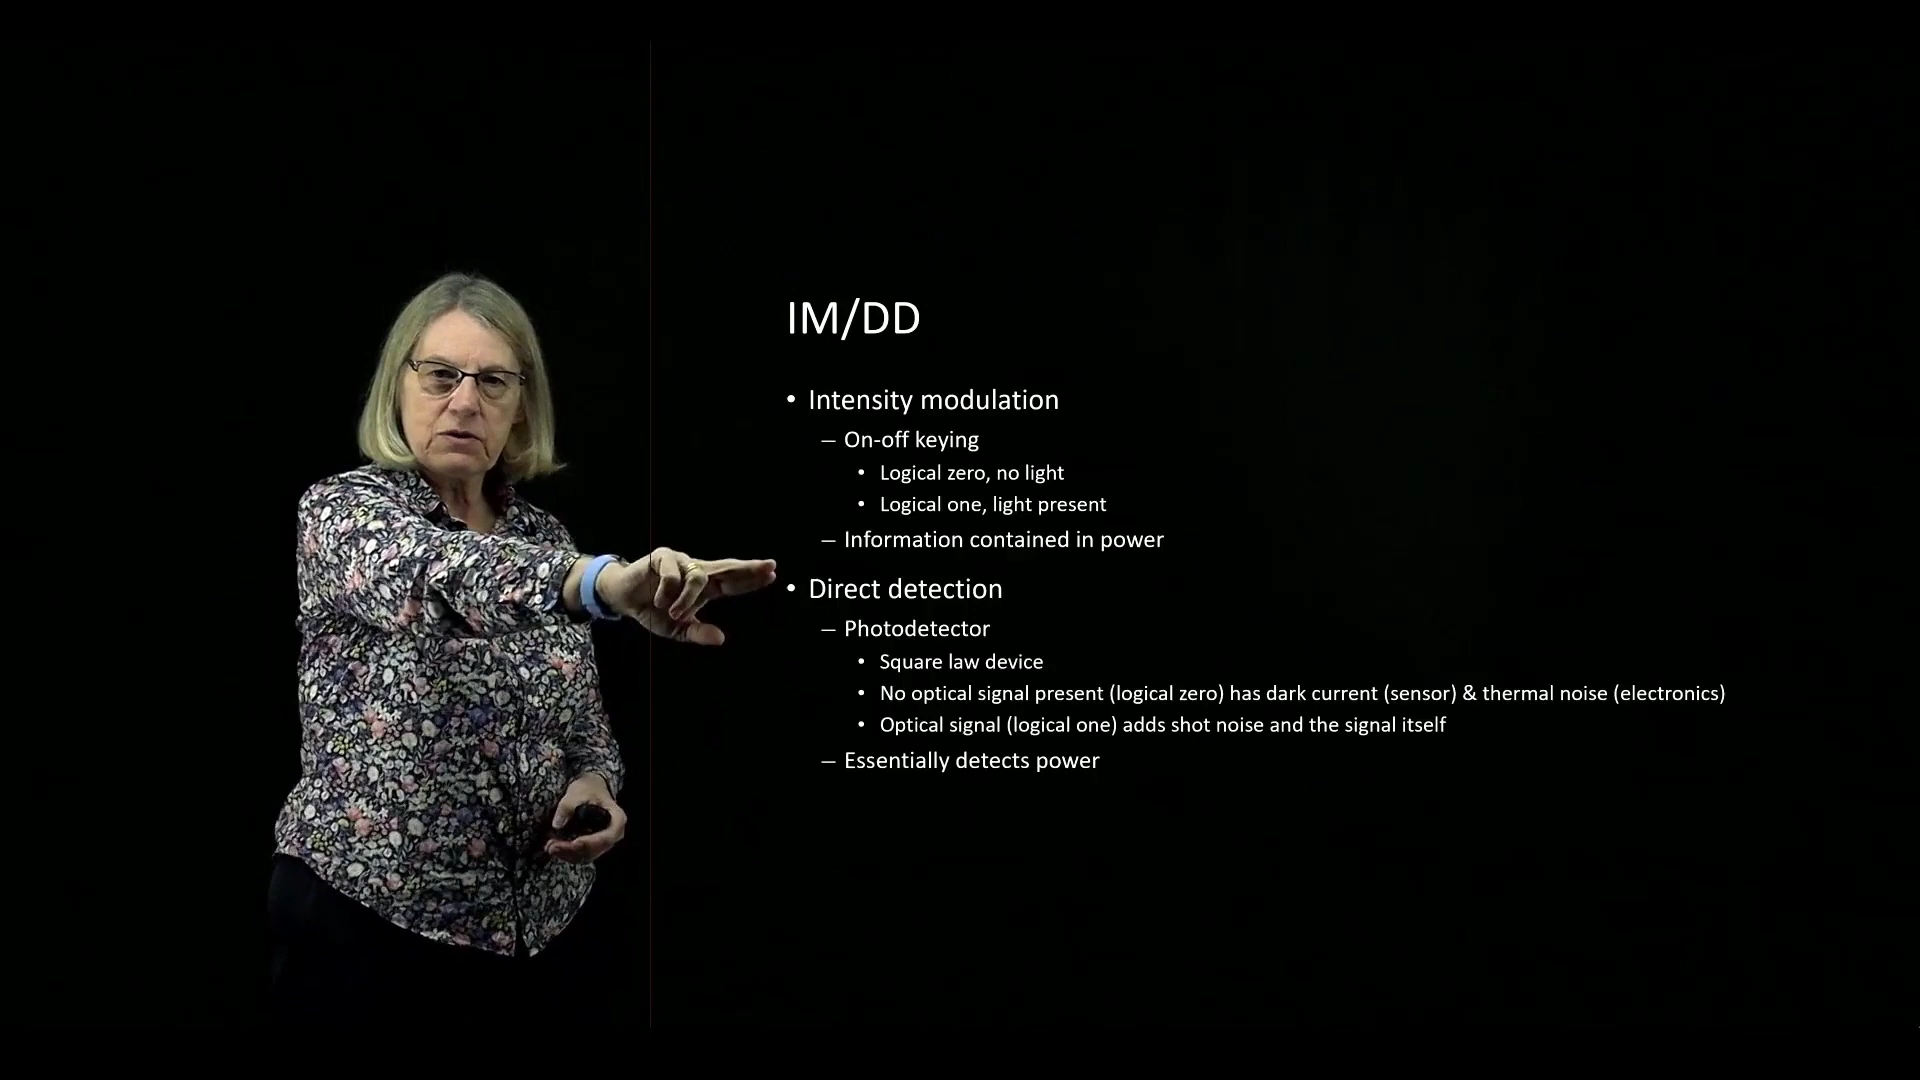 IM/DD
• Intensity modulation
– On-off keying
• Logical zero, no light
• Logical one, light present
– Information contained in power
• Direct detection
– Photodetector
• Square law device
• No optical signal present (logical zero) has dark current (sensor) & thermal noise (electronics)
• Optical signal (logical one) adds shot noise and the signal itself
– Essentially detects power